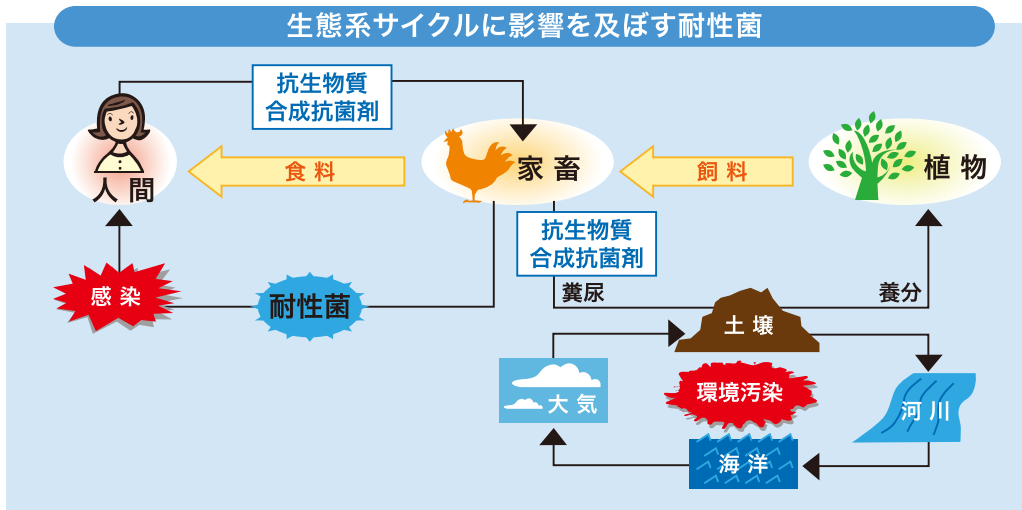 生態系サイクルに影響を及ぼす耐性菌
抗生物質
合成抗菌剤
人間
食料
家畜
飼料
植物
抗生物質
合成抗菌剤
感染
耐性菌
糞尿
養分
土壌
大気
環境汚染
河川
海洋